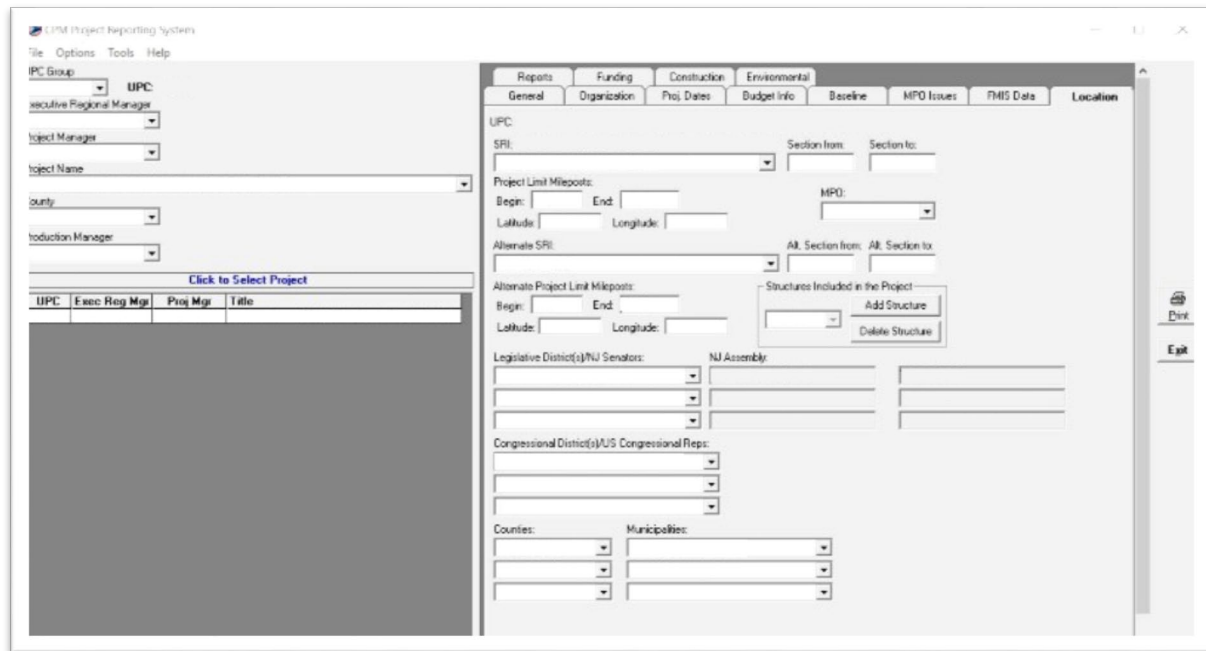 CPM Project Reporting System
File Options Tools Help
UPC Group
UPC:
Executive Regional Manager
Project Manager
Project Name
County
Production Manager
Click to Select Project
UPC Exec Reg Mgr Proj Mgr Title
Reports Funding Construction Environmental
General Organization Proj. Dates Budget Info Baseline MPO Issues FMIS Data Location
UPC:
SRI: Section from: Section to:
Project Limit Mileposts:
Begin: End: MPO:
Latitude: Longitude:
Alternate SRI: Alt. Section from: Alt. Section to:
Alternate Project Limit Mileposts: Structures Included in the Project
Begin: End: Add Structure
Latitude: Longitude: Delete Structure
Legislative District(s)/NJ Senators: NJ Assembly:
Congressional District(s)/US Congressional Reps:
Counties: Municipalities:
Print
Exit